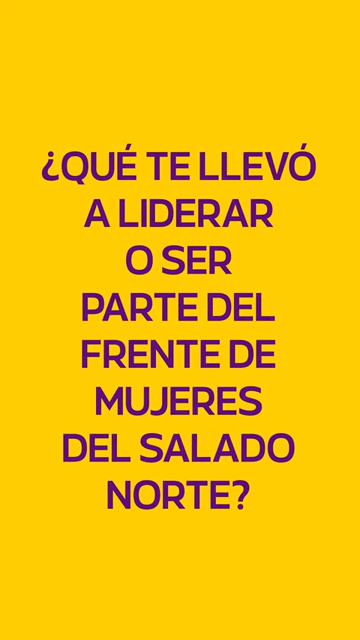 ¿QUÉ TE LLEVÓ
A LIDERAR
O SER
PARTE DEL
FRENTE DE
MUJERES
DEL SALADO
NORTE?